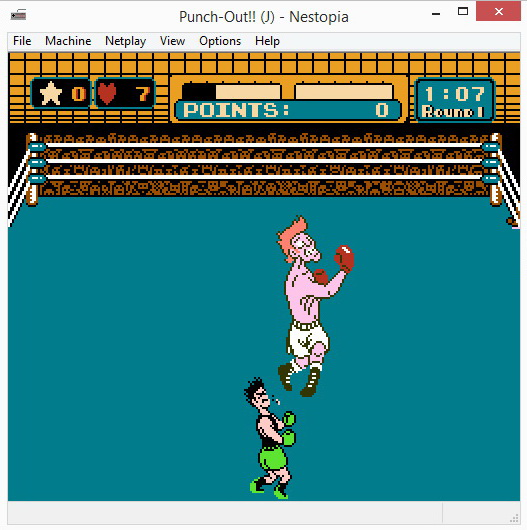 Punch-Out!! (J) - Nestopia
File Machine Netplay View Options Help
0 7 1:07
POINTS: 0 Round 1